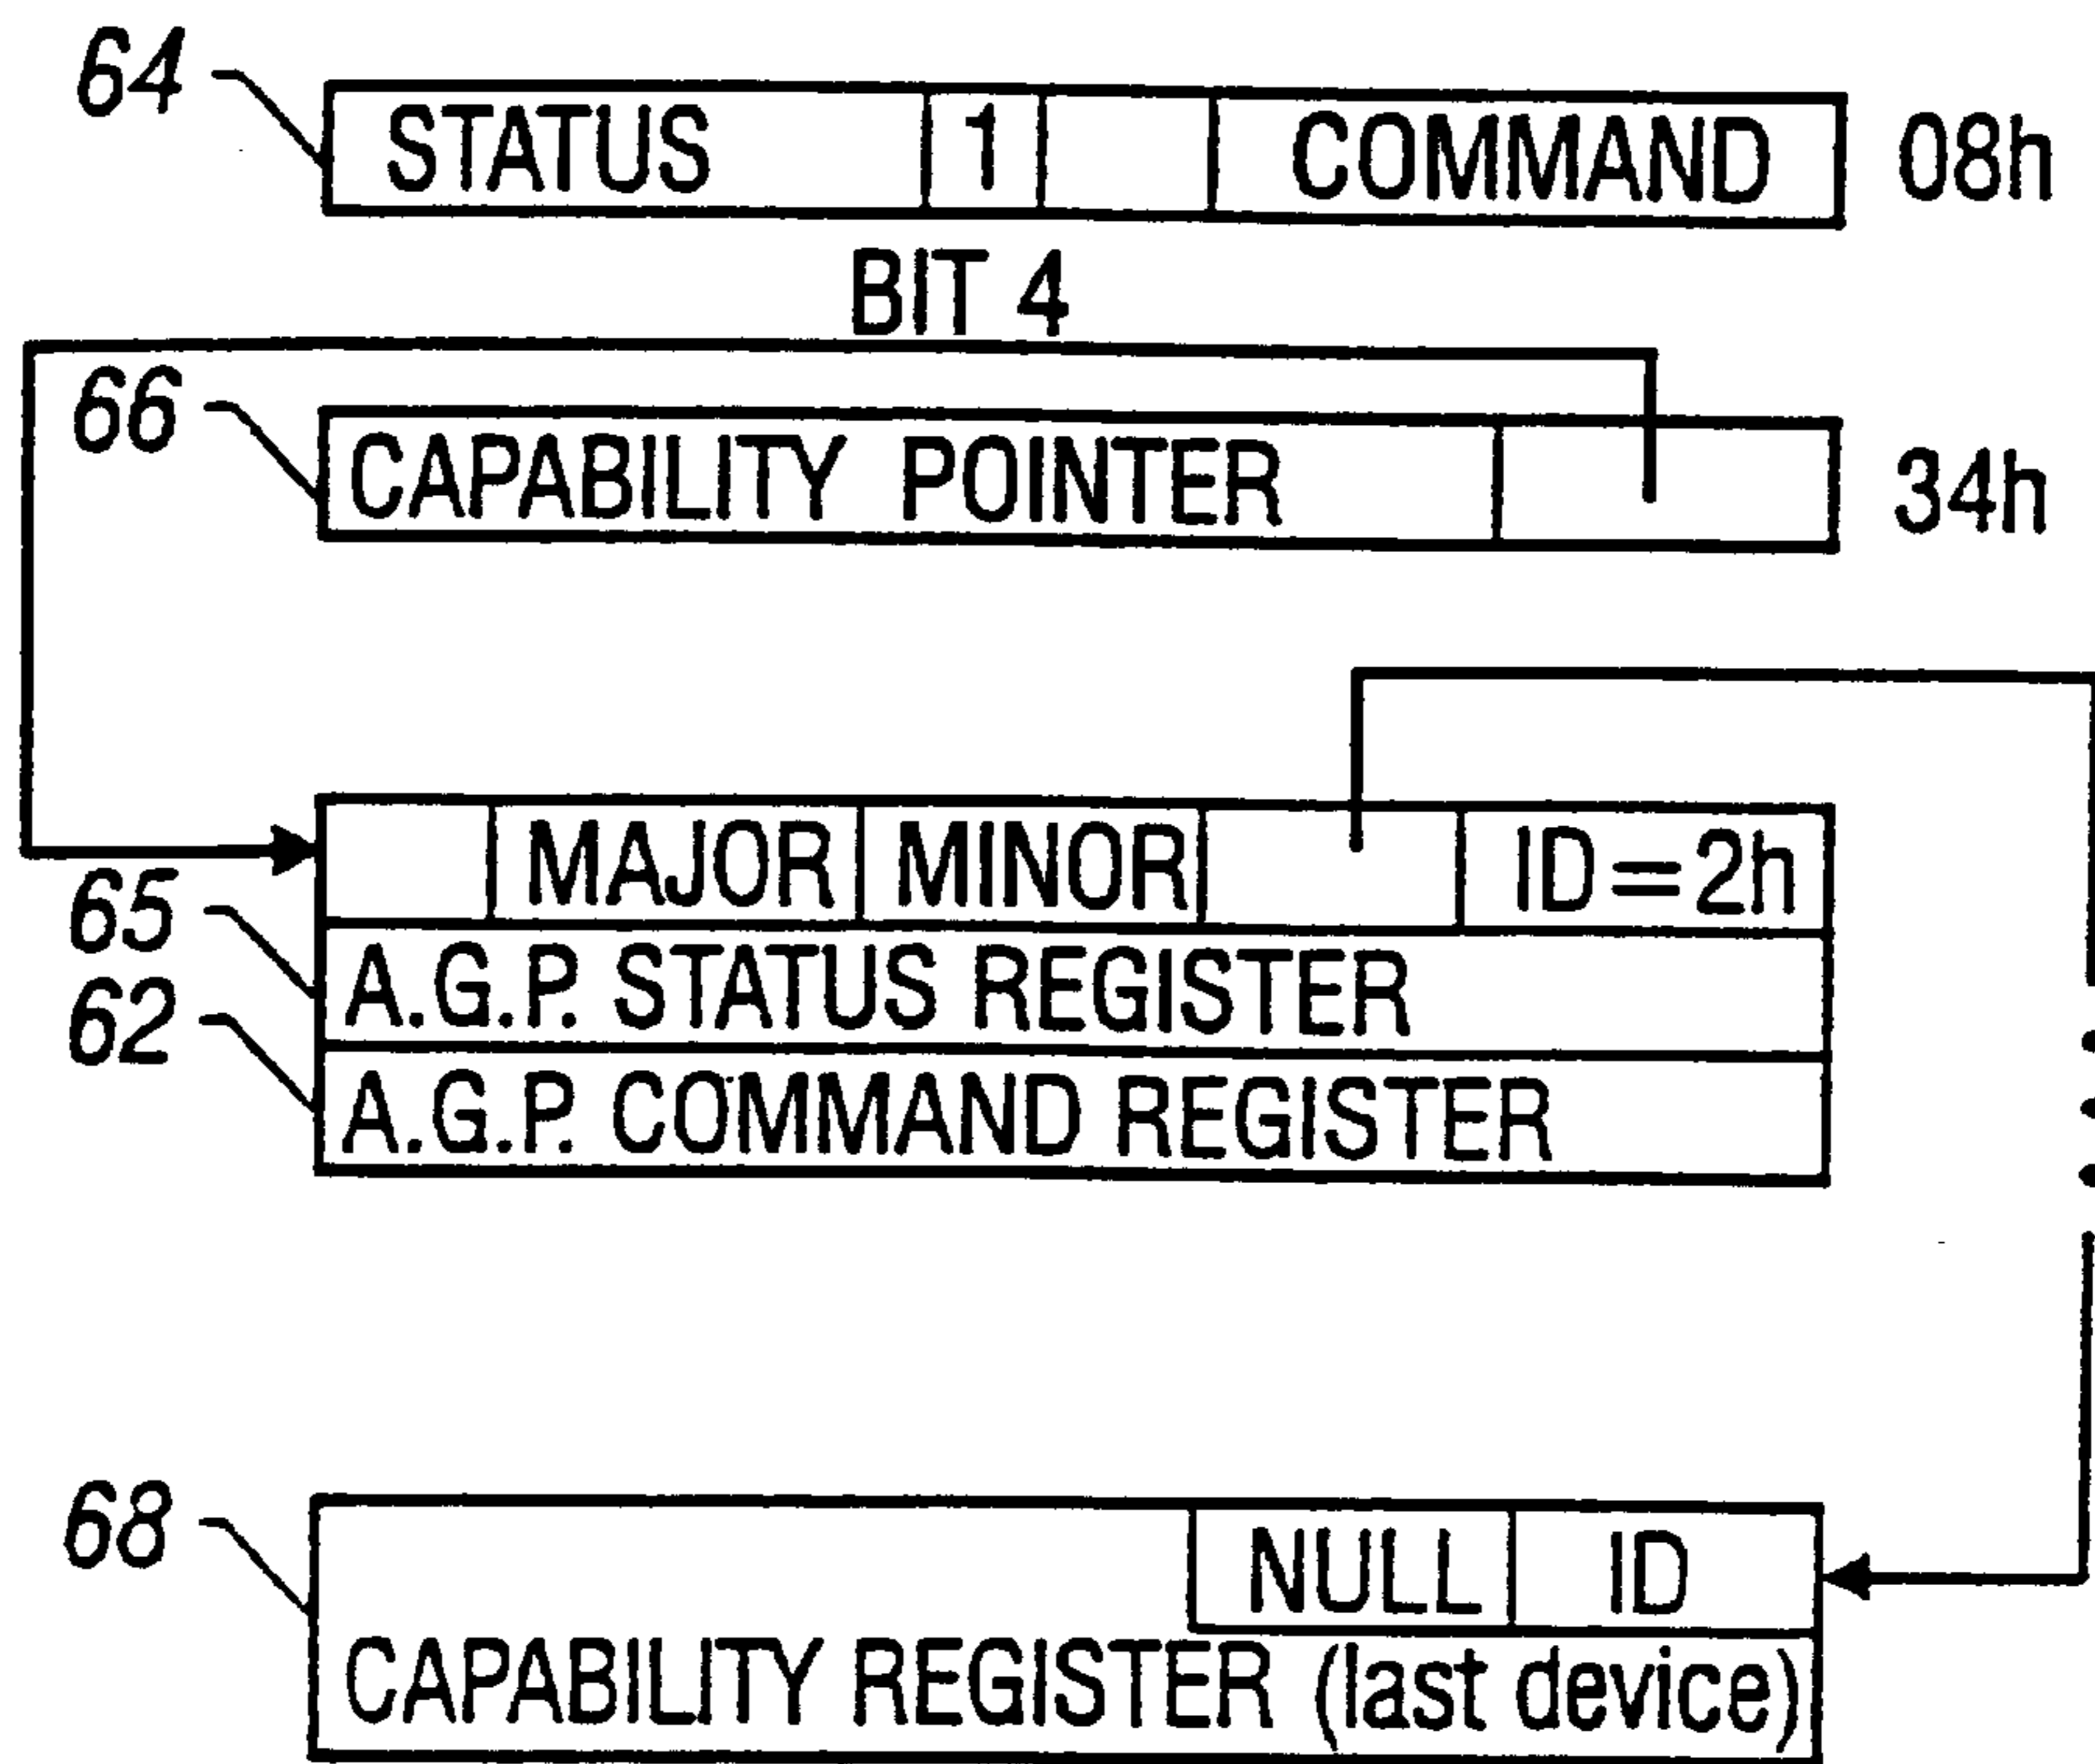 64 STATUS 1 COMMAND 08h
BIT 4
66 CAPABILITY POINTER 34h
MAJOR MINOR ID=2h
65 A.G.P. STATUS REGISTER
62 A.G.P. COMMAND REGISTER
68 NULL ID
CAPABILITY REGISTER (last device)